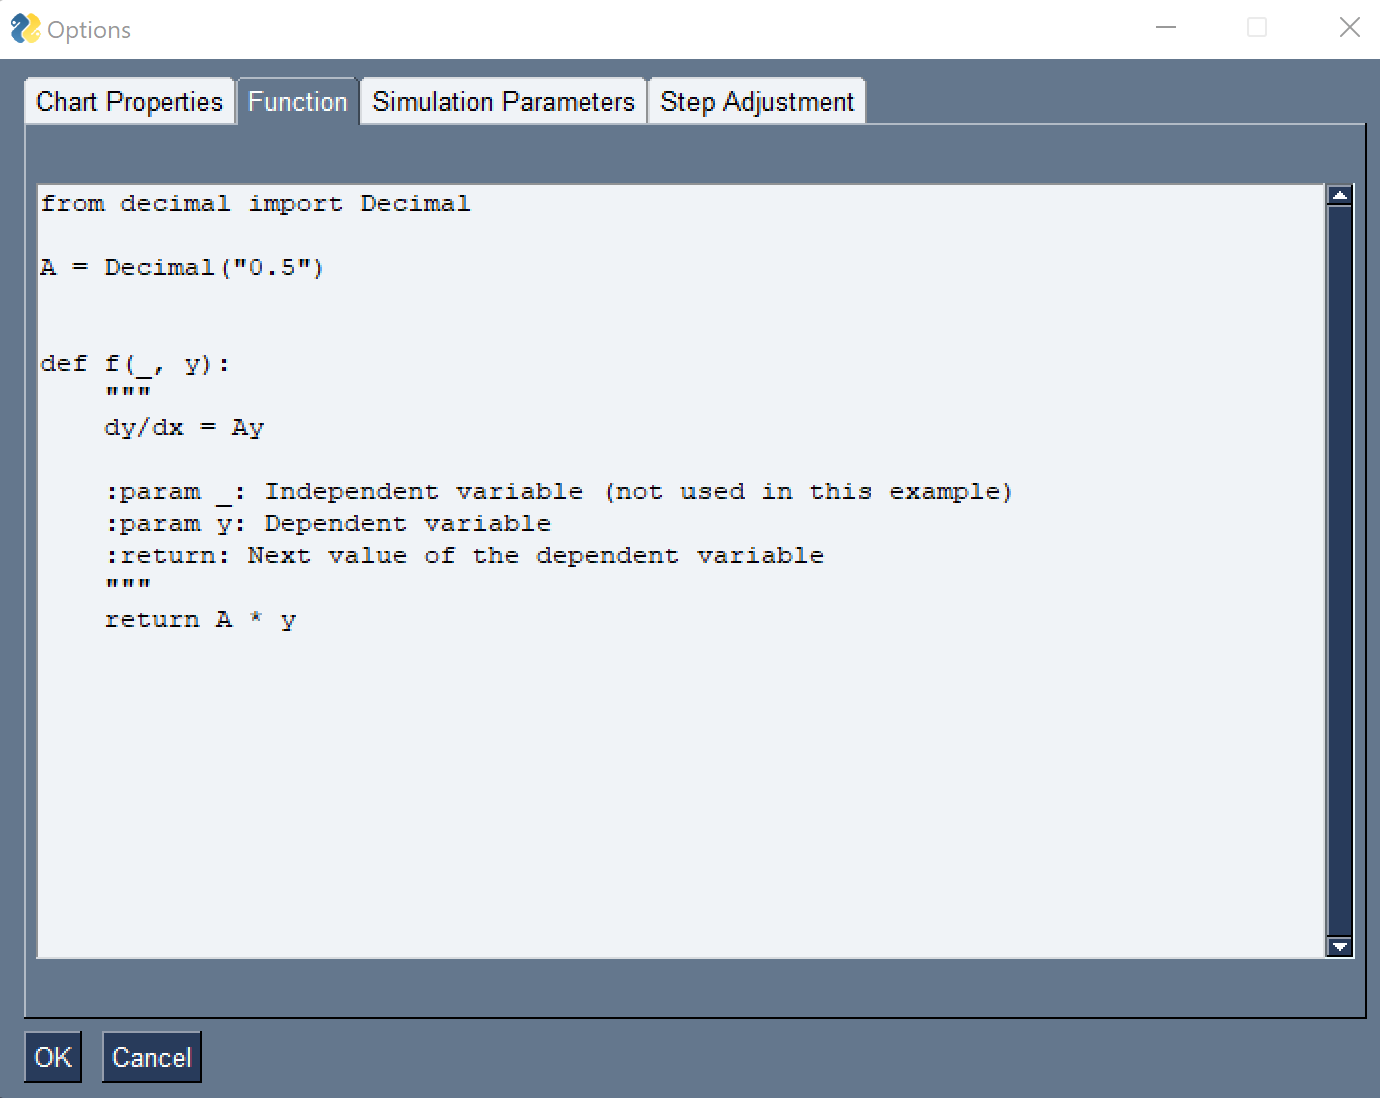 Options
Chart Properties Function Simulation Parameters Step Adjustment
from decimal import Decimal
A = Decimal("0.5")
def f(_, y):
    """
    dy/dx = Ay
    :param _: Independent variable (not used in this example)
    :param y: Dependent variable
    :return: Next value of the dependent variable
    """
    return A * y
OK Cancel